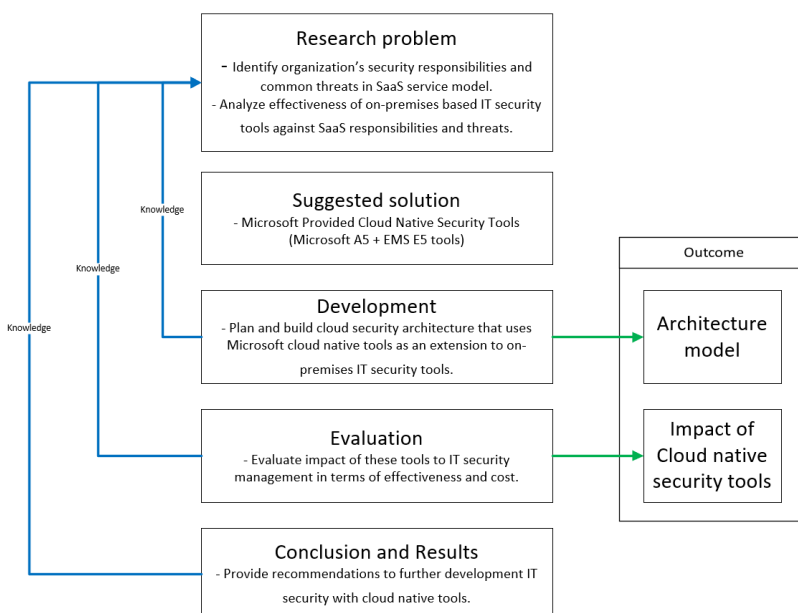 Research problem
- Identify organization's security responsibilities and
common threats in SaaS service model.
- Analyze effectiveness of on-premises based IT security
tools against SaaS responsibilities and threats.
Suggested solution
- Microsoft Provided Cloud Native Security Tools
(Microsoft A5 + EMS E5 tools)
Knowledge
Knowledge
Knowledge
Development
- Plan and build cloud security architecture that uses
Microsoft cloud native tools as an extension to on-
premises IT security tools.
Evaluation
- Evaluate impact of these tools to IT security
management in terms of effectiveness and cost.
Conclusion and Results
- Provide recommendations to further development IT
security with cloud native tools.
Outcome
Architecture
model
Impact of
Cloud native
security tools